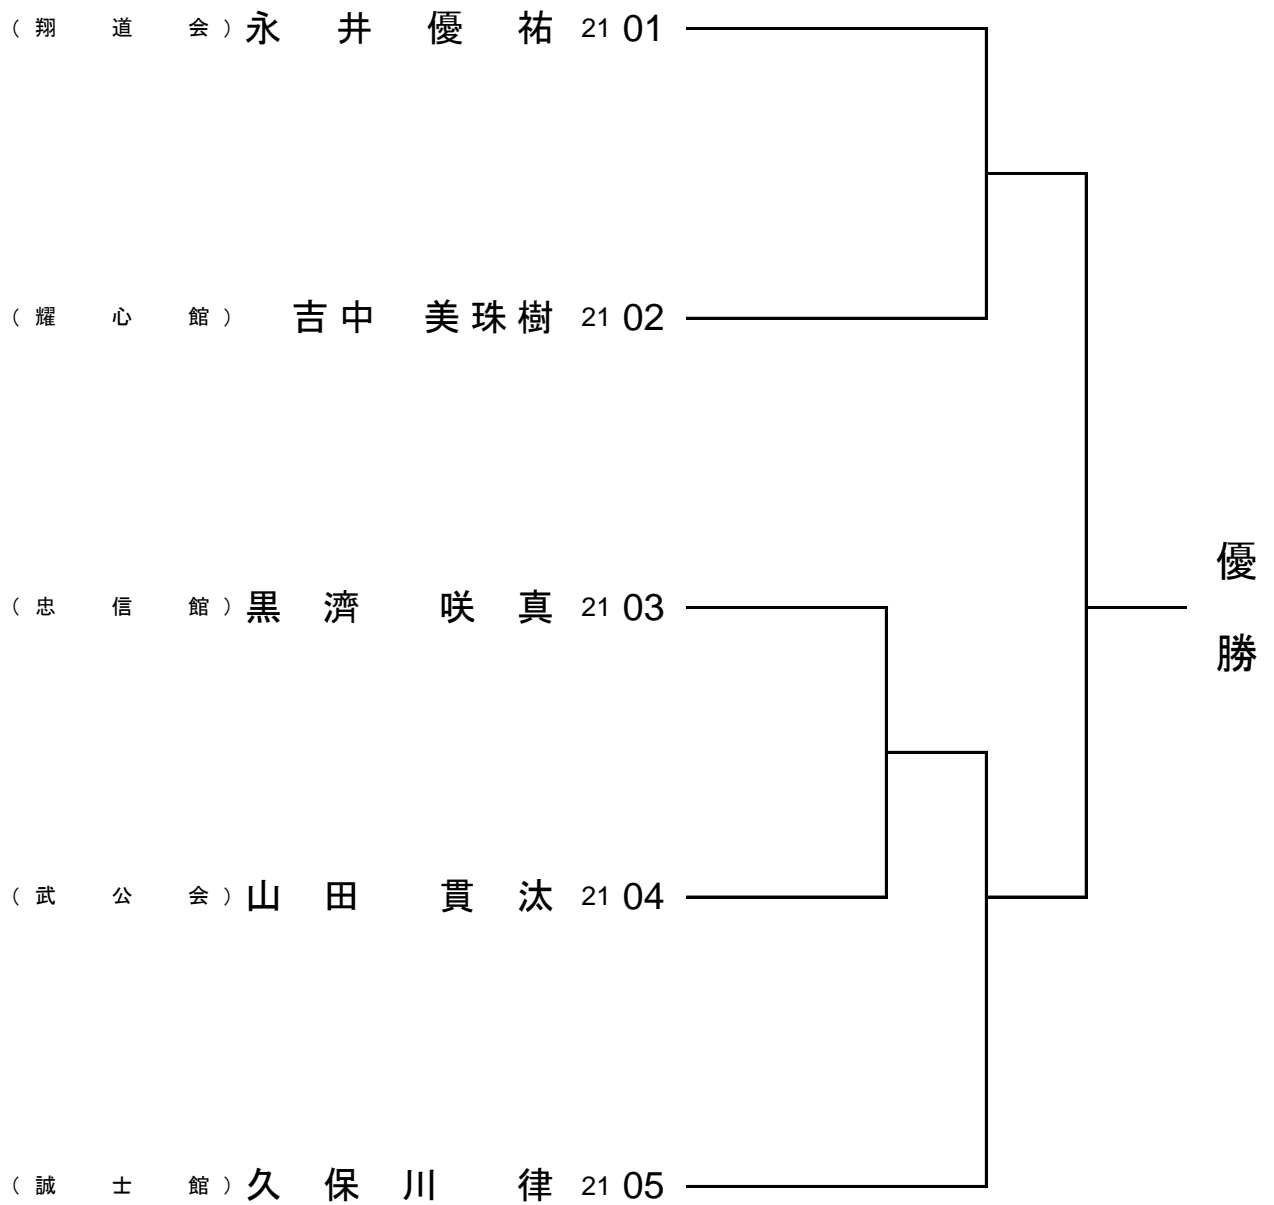 （翔道会）永井優祐 21 01
（耀心館）吉中 美珠樹 21 02
（忠信館）黒濟 咲真 21 03
優勝
（武公会）山田 貫汰 21 04
（誠士館）久保川 律 21 05